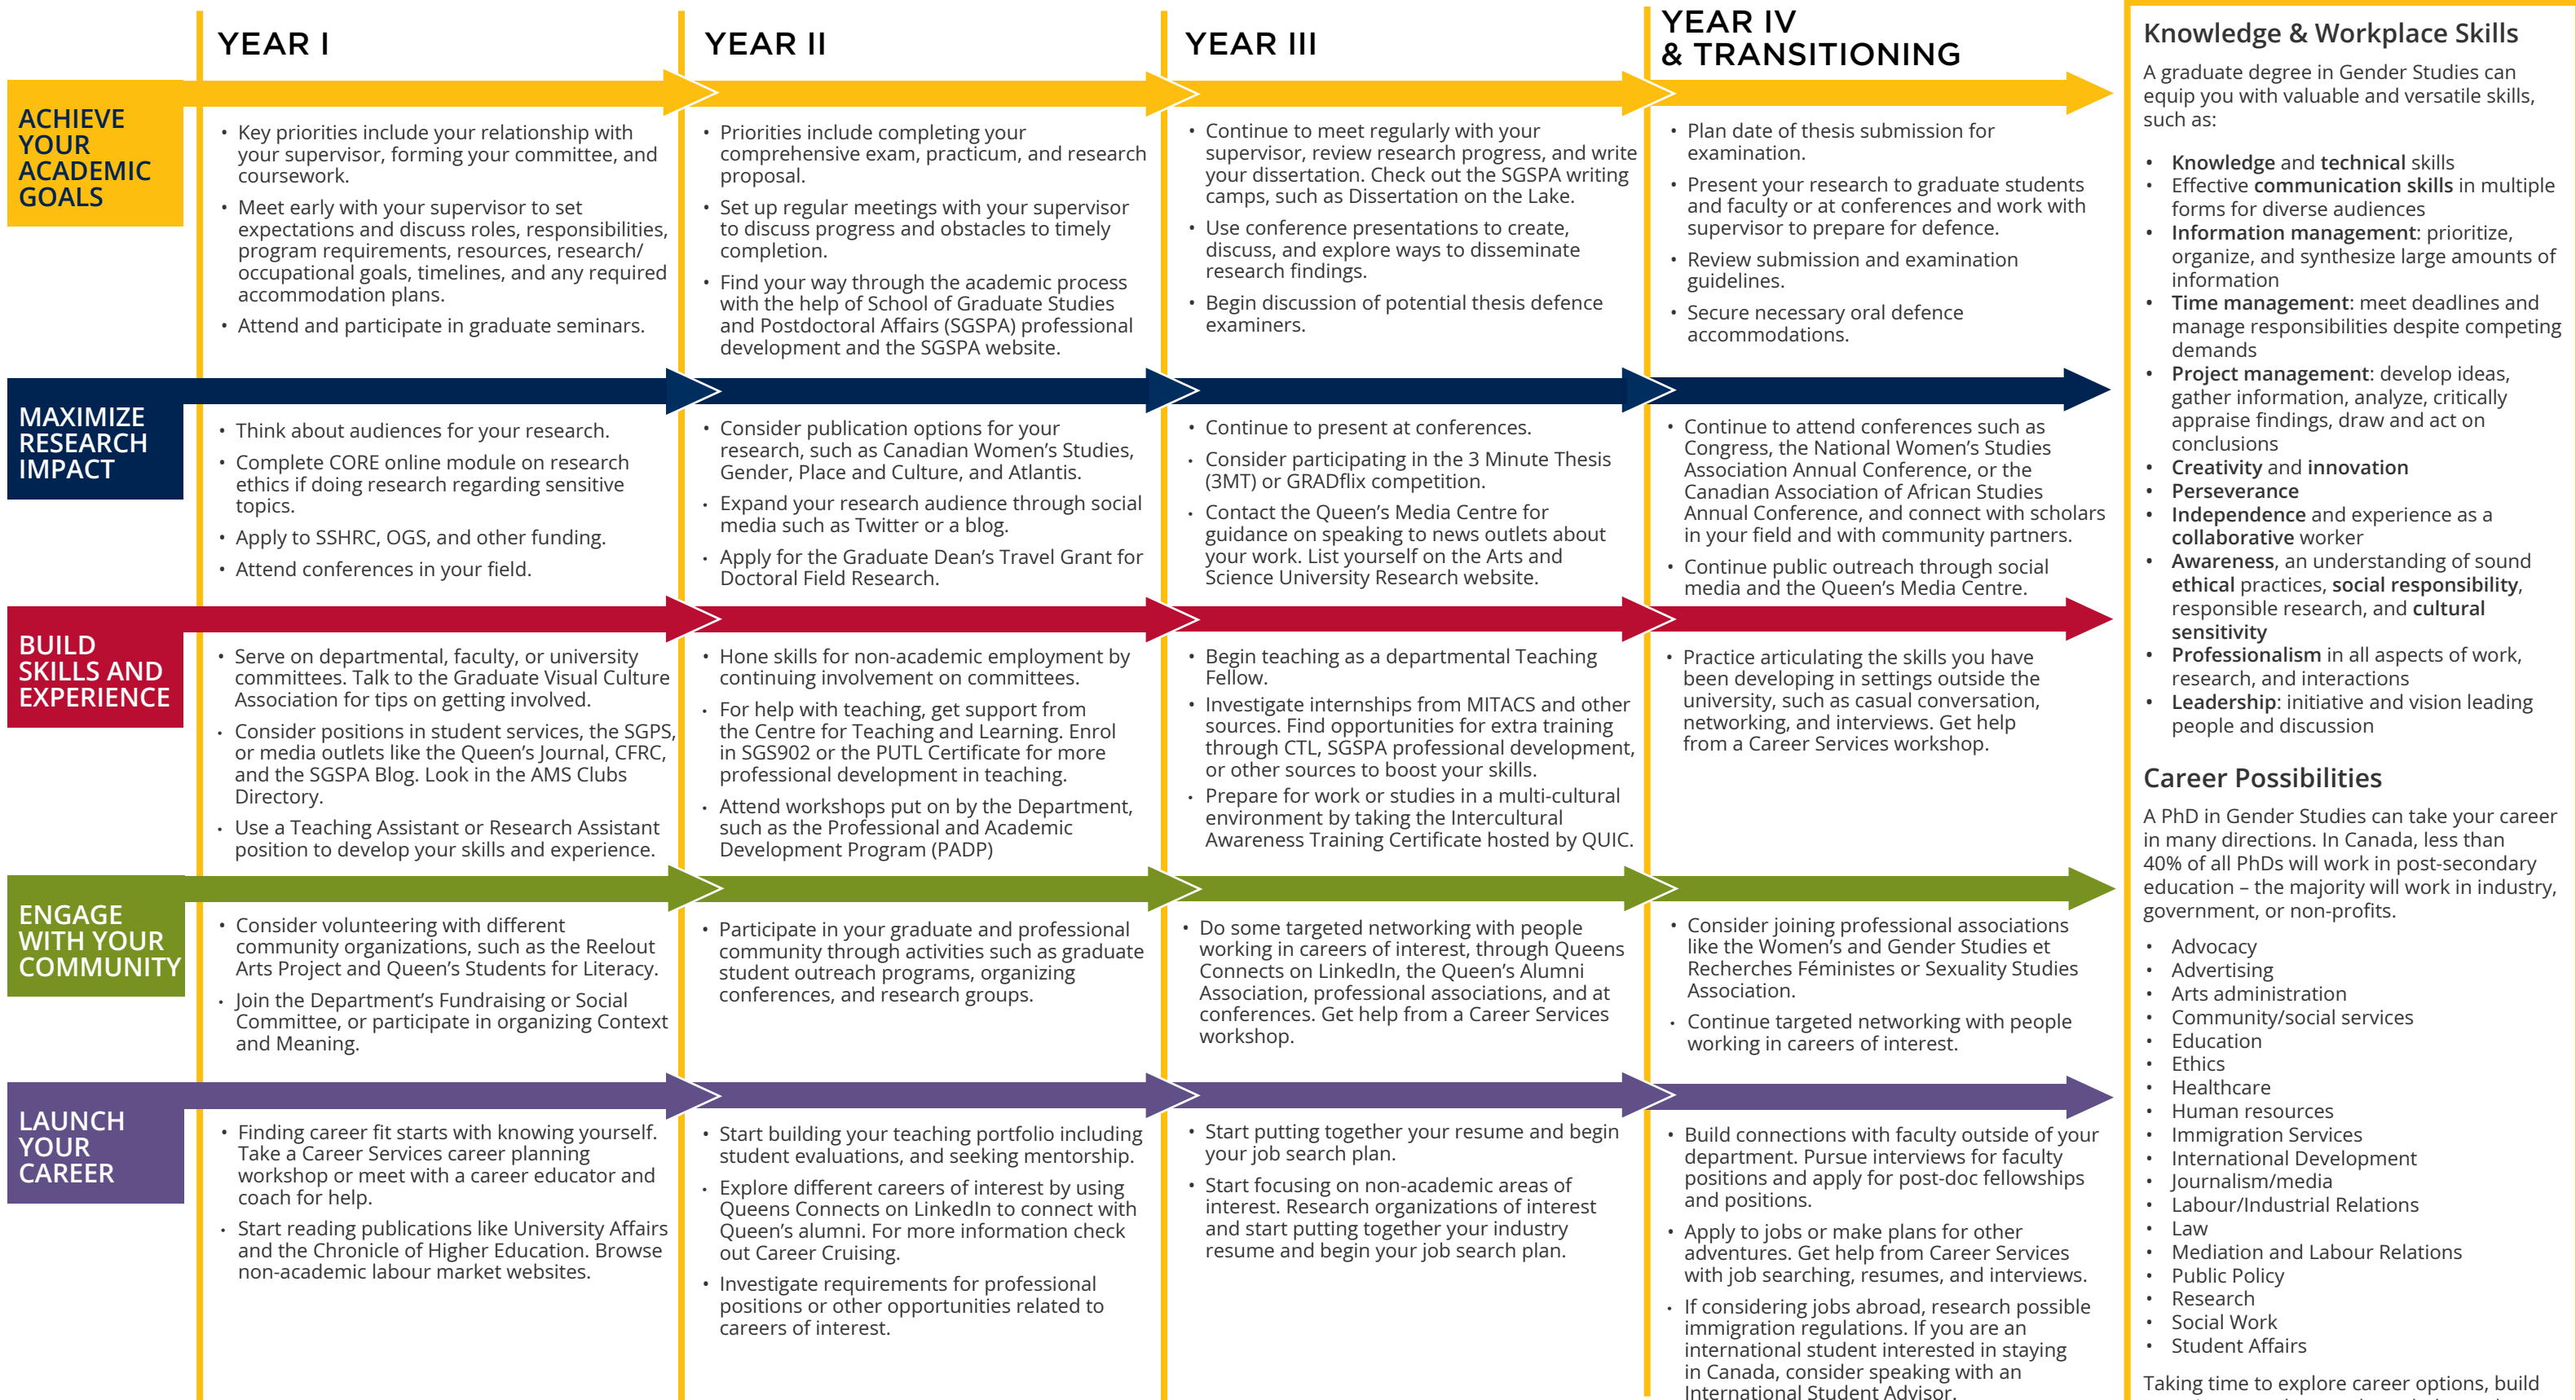 YEAR I
YEAR II
YEAR III
YEAR IV
& TRANSITIONING
ACHIEVE
YOUR
ACADEMIC
GOALS
• Key priorities include your relationship with
your supervisor, forming your committee, and
coursework.
• Meet early with your supervisor to set
expectations and discuss roles, responsibilities,
program requirements, resources, research/
occupational goals, timelines, and any required
accommodation plans.
• Attend and participate in graduate seminars.
• Priorities include completing your
comprehensive exam, practicum, and research
proposal.
• Set up regular meetings with your supervisor
to discuss progress and obstacles to timely
completion.
• Find your way through the academic process
with the help of School of Graduate Studies
and Postdoctoral Affairs (SGSPA) professional
development and the SGSPA website.
• Continue to meet regularly with your
supervisor, review research progress, and write
your dissertation. Check out the SGSPA writing
camps, such as Dissertation on the Lake.
• Use conference presentations to create,
discuss, and explore ways to disseminate
research findings.
• Begin discussion of potential thesis defence
examiners.
• Plan date of thesis submission for
examination.
• Present your research to graduate students
and faculty or at conferences and work with
supervisor to prepare for defence.
• Review submission and examination
guidelines.
• Secure necessary oral defence
accommodations.
MAXIMIZE
RESEARCH
IMPACT
• Think about audiences for your research.
• Complete CORE online module on research
ethics if doing research regarding sensitive
topics.
• Apply to SSHRC, OGS, and other funding.
• Attend conferences in your field.
• Consider publication options for your
research, such as Canadian Women's Studies,
Gender, Place and Culture, and Atlantis.
• Expand your research audience through social
media such as Twitter or a blog.
• Apply for the Graduate Dean's Travel Grant for
Doctoral Field Research.
• Continue to present at conferences.
• Consider participating in the 3 Minute Thesis
(3MT) or GRADflix competition.
• Contact the Queen's Media Centre for
guidance on speaking to news outlets about
your work. List yourself on the Arts and
Science University Research website.
• Continue to attend conferences such as
Congress, the National Women's Studies
Association Annual Conference, or the
Canadian Association of African Studies
Annual Conference, and connect with scholars
in your field and with community partners.
• Continue public outreach through social
media and the Queen's Media Centre.
BUILD
SKILLS AND
EXPERIENCE
• Serve on departmental, faculty, or university
committees. Talk to the Graduate Visual Culture
Association for tips on getting involved.
• Consider positions in student services, the SGPS,
or media outlets like the Queen's Journal, CFRC,
and the SGSPA Blog. Look in the AMS Clubs
Directory.
• Use a Teaching Assistant or Research Assistant
position to develop your skills and experience.
• Hone skills for non-academic employment by
continuing involvement on committees.
• For help with teaching, get support from
the Centre for Teaching and Learning. Enrol
in SGS902 or the PUTL Certificate for more
professional development in teaching.
• Attend workshops put on by the Department,
such as the Professional and Academic
Development Program (PADP)
• Begin teaching as a departmental Teaching
Fellow.
• Investigate internships from MITACS and other
sources. Find opportunities for extra training
through CTL, SGSPA professional development,
or other sources to boost your skills.
• Prepare for work or studies in a multi-cultural
environment by taking the Intercultural
Awareness Training Certificate hosted by QUIC.
• Practice articulating the skills you have
been developing in settings outside the
university, such as casual conversation,
networking, and interviews. Get help
from a Career Services workshop.
ENGAGE
WITH YOUR
COMMUNITY
• Consider volunteering with different
community organizations, such as the Reelout
Arts Project and Queen's Students for Literacy.
• Join the Department's Fundraising or Social
Committee, or participate in organizing Context
and Meaning.
• Participate in your graduate and professional
community through activities such as graduate
student outreach programs, organizing
conferences, and research groups.
• Do some targeted networking with people
working in careers of interest, through Queens
Connects on LinkedIn, the Queen's Alumni
Association, professional associations, and at
conferences. Get help from a Career Services
workshop.
• Consider joining professional associations
like the Women's and Gender Studies et
Recherches Féministes or Sexuality Studies
Association.
• Continue targeted networking with people
working in careers of interest.
LAUNCH
YOUR
CAREER
• Finding career fit starts with knowing yourself.
Take a Career Services career planning
workshop or meet with a career educator and
coach for help.
• Start reading publications like University Affairs
and the Chronicle of Higher Education. Browse
non-academic labour market websites.
• Start building your teaching portfolio including
student evaluations, and seeking mentorship.
• Explore different careers of interest by using
Queens Connects on LinkedIn to connect with
Queen's alumni. For more information check
out Career Cruising.
• Investigate requirements for professional
positions or other opportunities related to
careers of interest.
• Start putting together your resume and begin
your job search plan.
• Start focusing on non-academic areas of
interest. Research organizations of interest
and start putting together your industry
resume and begin your job search plan.
• Build connections with faculty outside of your
department. Pursue interviews for faculty
positions and apply for post-doc fellowships
and positions.
• Apply to jobs or make plans for other
adventures. Get help from Career Services
with job searching, resumes, and interviews.
• If considering jobs abroad, research possible
immigration regulations. If you are an
international student interested in staying
in Canada, consider speaking with an
International Student Advisor.
Knowledge & Workplace Skills
A graduate degree in Gender Studies can
equip you with valuable and versatile skills,
such as:
• Knowledge and technical skills
• Effective communication skills in multiple
forms for diverse audiences
• Information management: prioritize,
organize, and synthesize large amounts of
information
• Time management: meet deadlines and
manage responsibilities despite competing
demands
• Project management: develop ideas,
gather information, analyze, critically
appraise findings, draw and act on
conclusions
• Creativity and innovation
• Perseverance
• Independence and experience as a
collaborative worker
• Awareness, an understanding of sound
ethical practices, social responsibility,
responsible research, and cultural
sensitivity
• Professionalism in all aspects of work,
research, and interactions
• Leadership: initiative and vision leading
people and discussion
Career Possibilities
A PhD in Gender Studies can take your career
in many directions. In Canada, less than
40% of all PhDs will work in post-secondary
education – the majority will work in industry,
government, or non-profits.
• Advocacy
• Advertising
• Arts administration
• Community/social services
• Education
• Ethics
• Healthcare
• Human resources
• Immigration Services
• International Development
• Journalism/media
• Labour/Industrial Relations
• Law
• Mediation and Labour Relations
• Public Policy
• Research
• Social Work
• Student Affairs
Taking time to explore career options, build